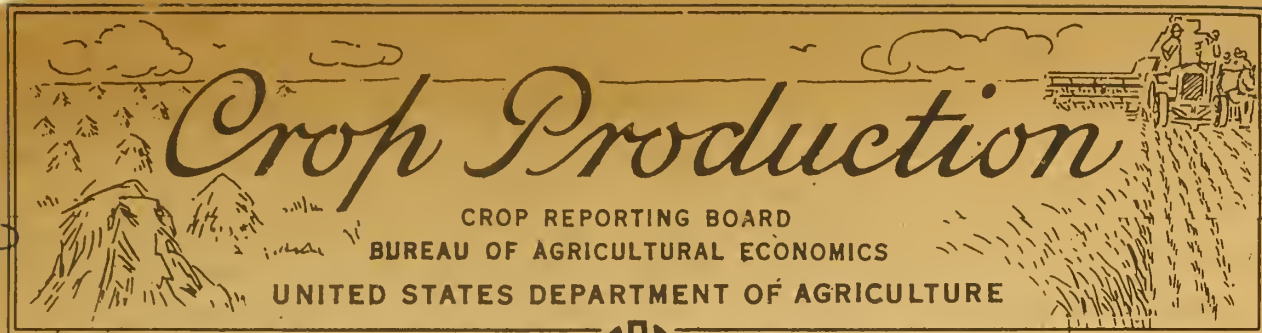 Crop Production
CROP REPORTING BOARD
BUREAU OF AGRICULTURAL ECONOMICS
UNITED STATES DEPARTMENT OF AGRICULTURE